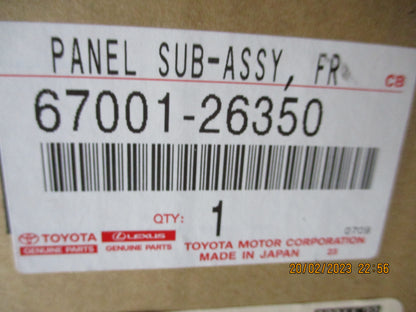 PANEL SUB-ASSY, FR
CB
67001-26350
QTY: 1
0709
TOYOTA LEXUS
GENUINE PARTS GENUINE PARTS
TOYOTA MOTOR CORPORATION
MADE IN JAPAN 23
20/02/2023 22:56